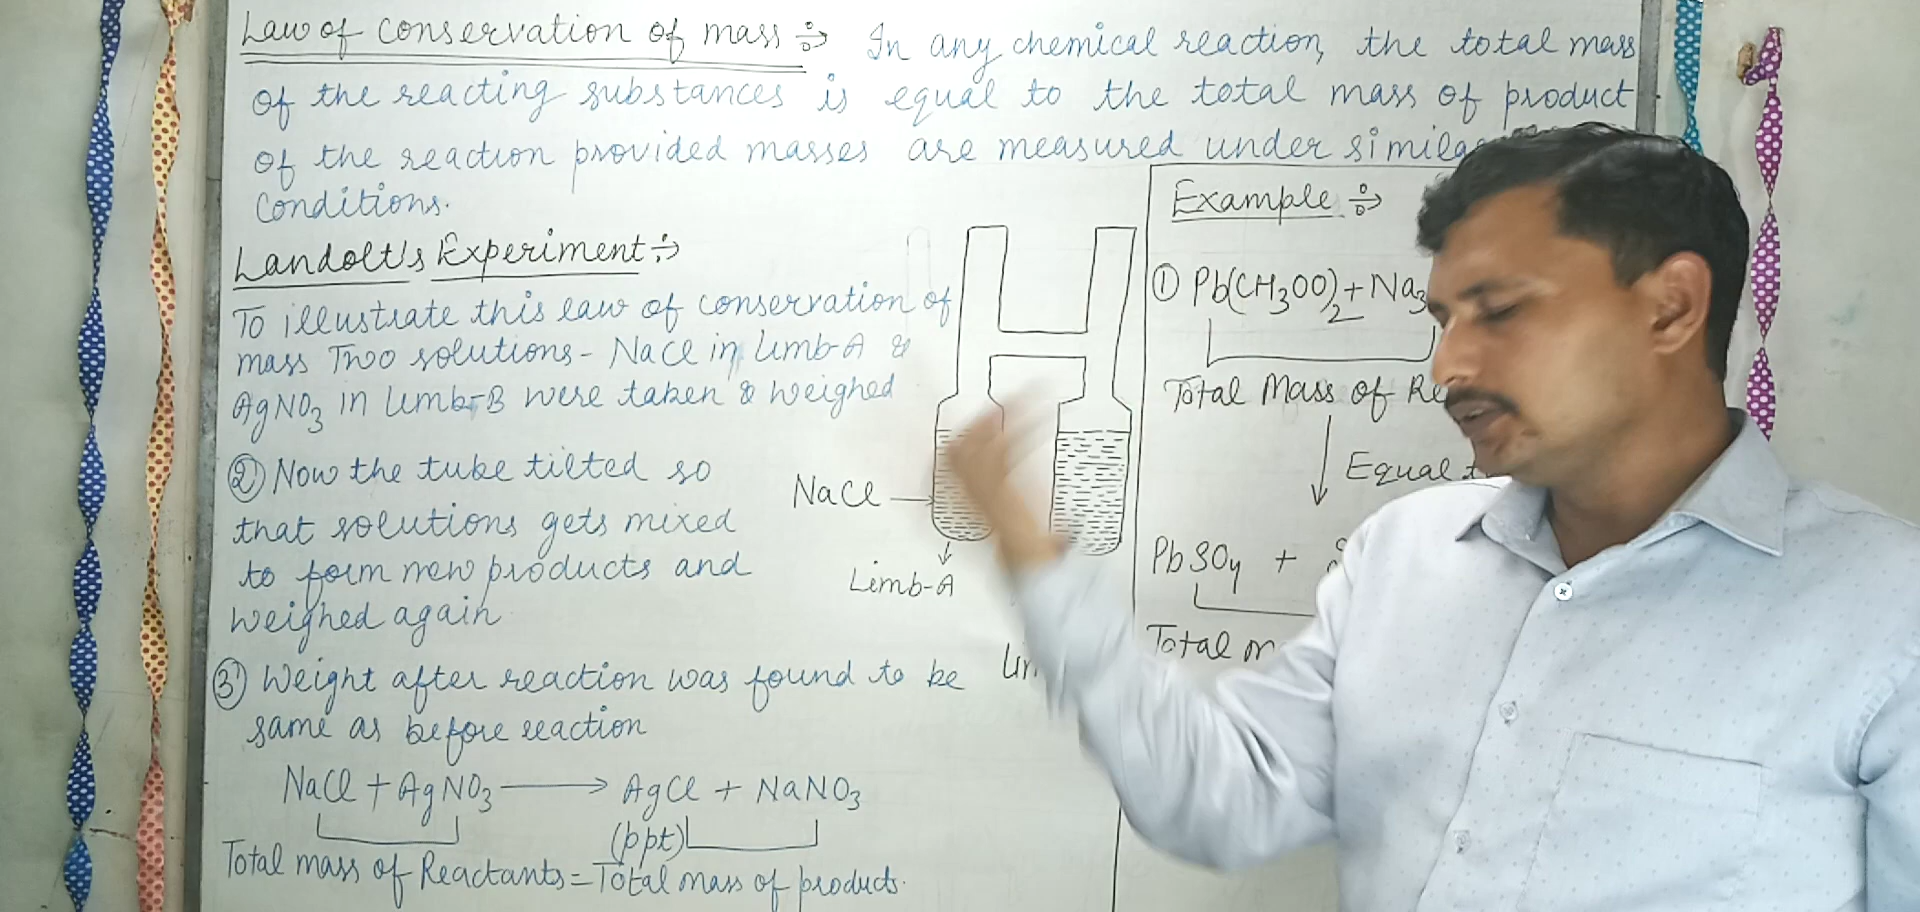 Law of conservation of mass ÷> In any chemical reaction, the total mass
of the reacting substances is equal to the total mass of product
of the reaction provided masses are measured under similar
Conditions.
Landolt's Experiment ÷>
To illustrate this law of conservation of
mass Two solutions - NaCl in Limb-A &
AgNO3 in Limb-B were taken & weighed
② Now the tube tilted so
that solutions gets mixed
to form new products and
weighed again
③ Weight after reaction was found to be
same as before reaction
NaCl + AgNO3 → AgCl + NaNO3
(ppt)
Total mass of Reactants = Total mass of products.
NaCl
Limb-A
Example ÷>
① Pb(CH3OO)2 + Na3
Total Mass of Re
Equal
PbSO4 +
Total m